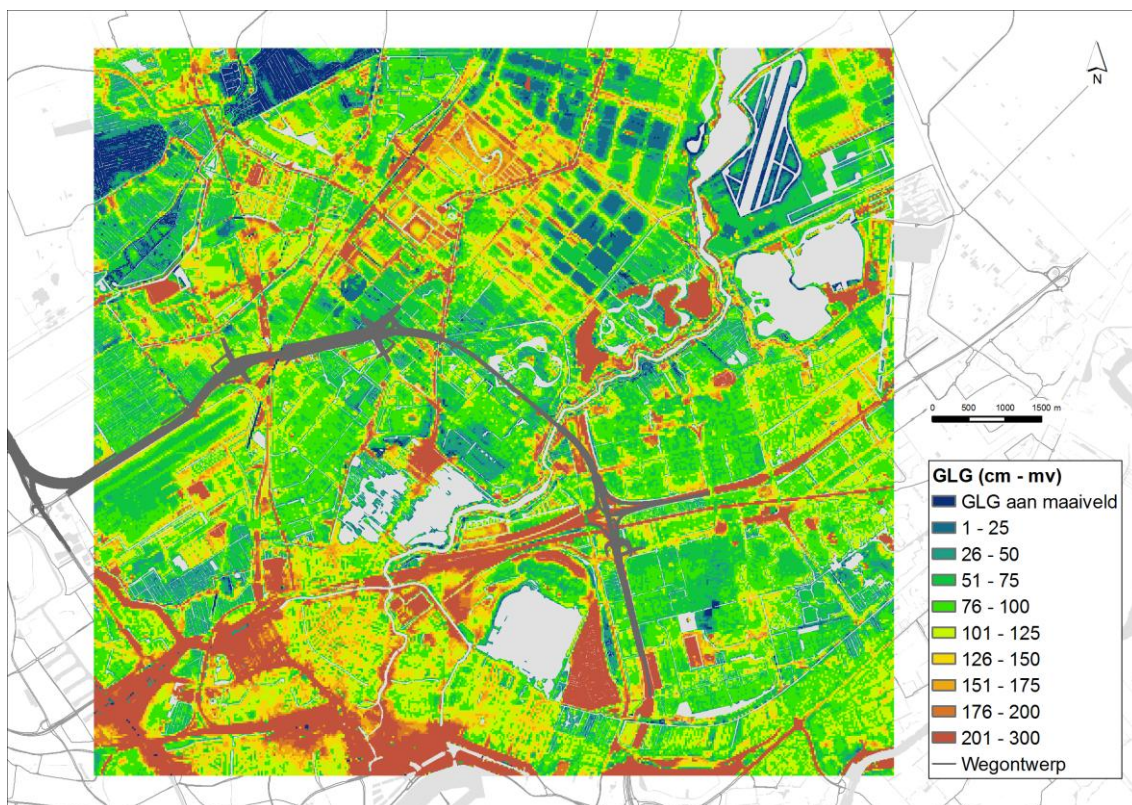 N
0 500 1000 1500 m
GLG (cm - mv)
GLG aan maaiveld
1 - 25
26 - 50
51 - 75
76 - 100
101 - 125
126 - 150
151 - 175
176 - 200
201 - 300
Wegontwerp